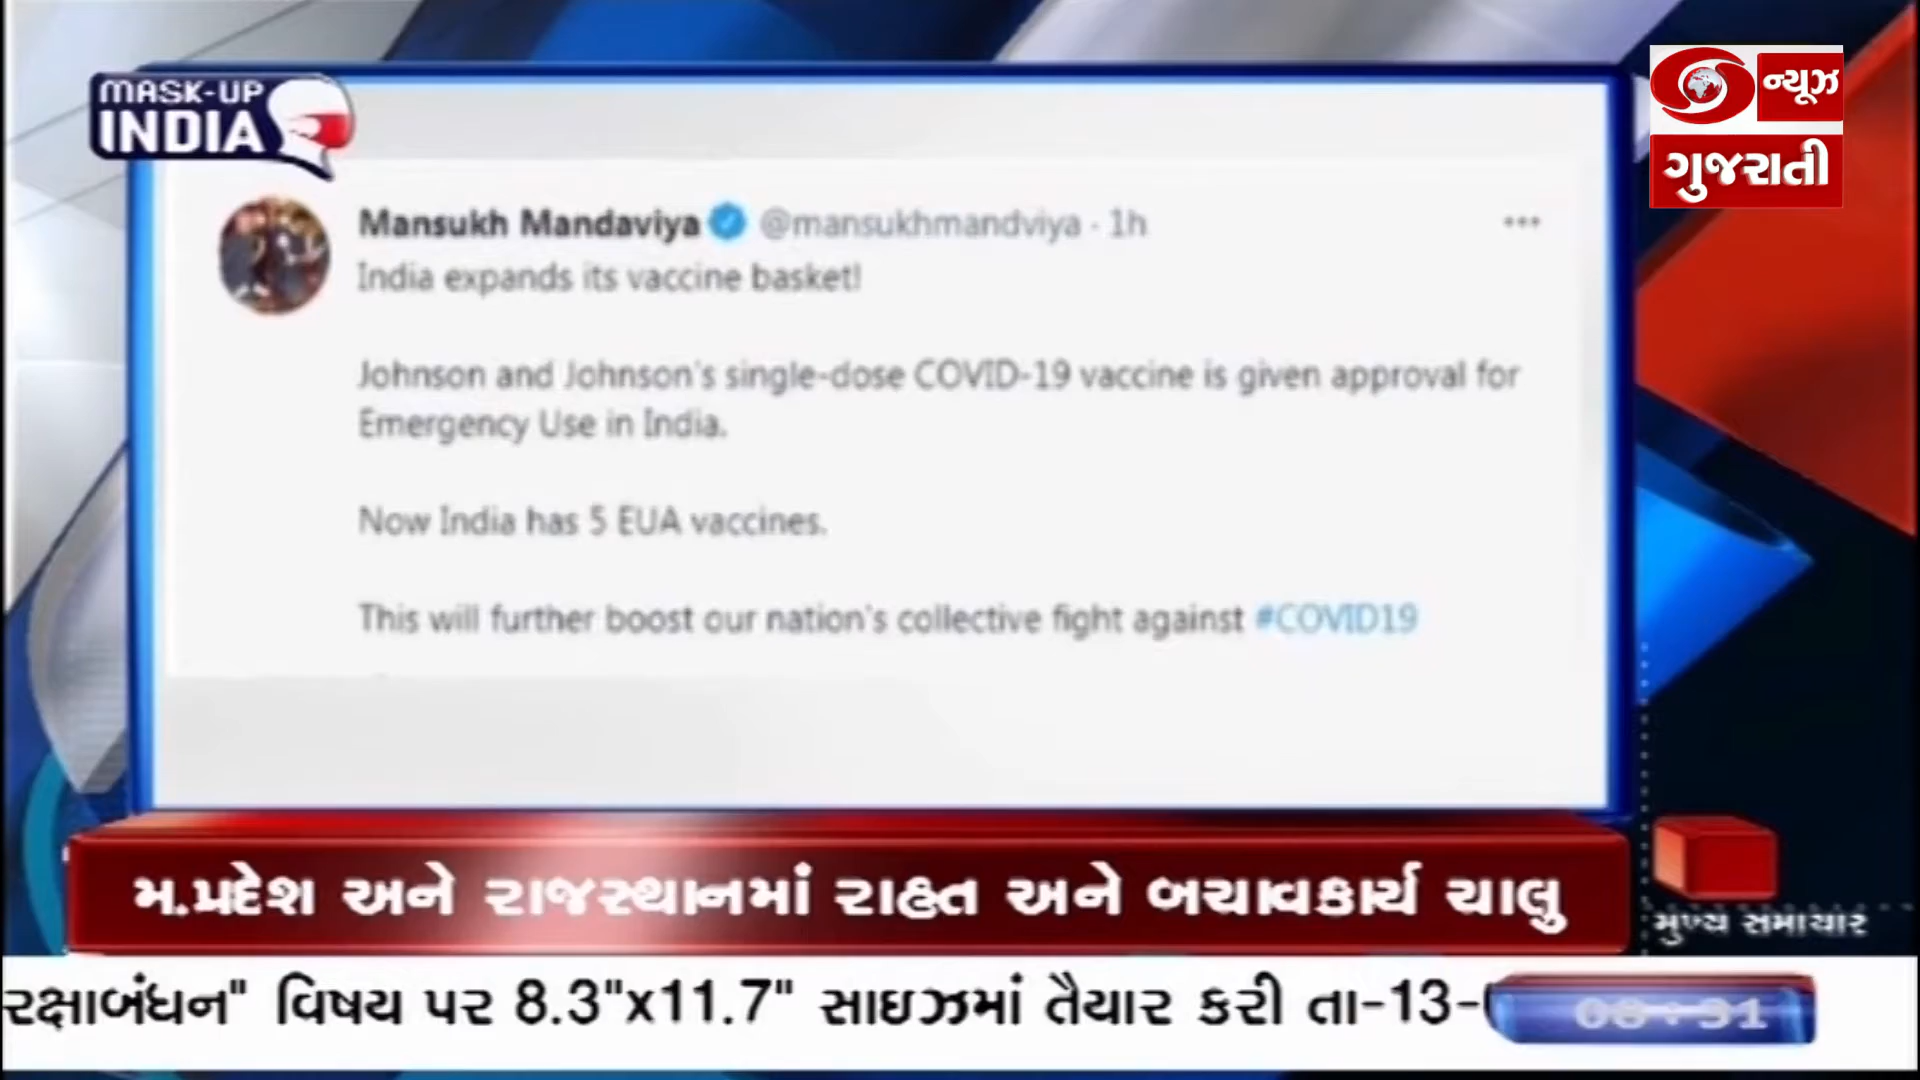 MASK-UP
INDIA
ન્યૂઝ
ગુજરાતી
Mansukh Mandaviya @mansukhmandviya · 1h
India expands its vaccine basket!
Johnson and Johnson's single-dose COVID-19 vaccine is given approval for
Emergency Use in India.
Now India has 5 EUA vaccines.
This will further boost our nation's collective fight against #COVID19
મ.પ્રદેશ અને રાજસ્થાનમાં રાહત અને બચાવકાર્ય ચાલુ
મુખ્ય સમાચાર
રક્ષાબંધન" વિષય પર 8.3"x11.7" સાઇઝમાં તૈયાર કરી તા-13-